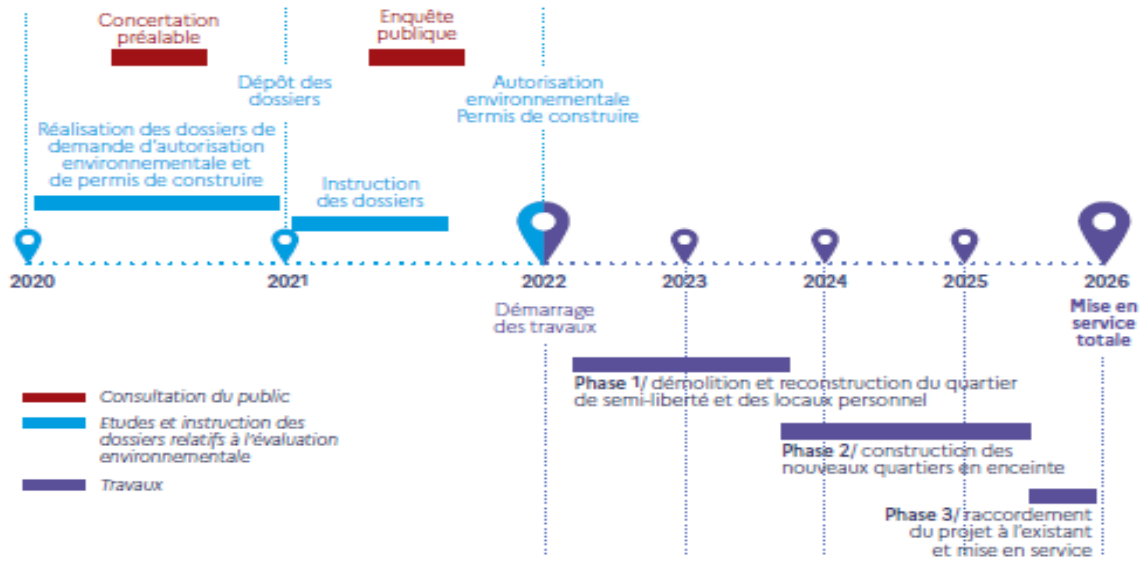 Concertation
préalable
Enquête
publique
Dépôt des
dossiers
Autorisation
environnementale
Permis de construire
Réalisation des dossiers de
demande d'autorisation
environnementale et
de permis de construire
Instruction
des dossiers
2020
2021
2022
2023
2024
2025
2026
Démarrage
des travaux
Mise en
service
totale
Phase 1/ démolition et reconstruction du quartier
de semi-liberté et des locaux personnel
Consultation du public
Etudes et instruction des
dossiers relatifs à l'évaluation
environnementale
Travaux
Phase 2/ construction des
nouveaux quartiers en enceinte
Phase 3/ raccordement
du projet à l'existant
et mise en service